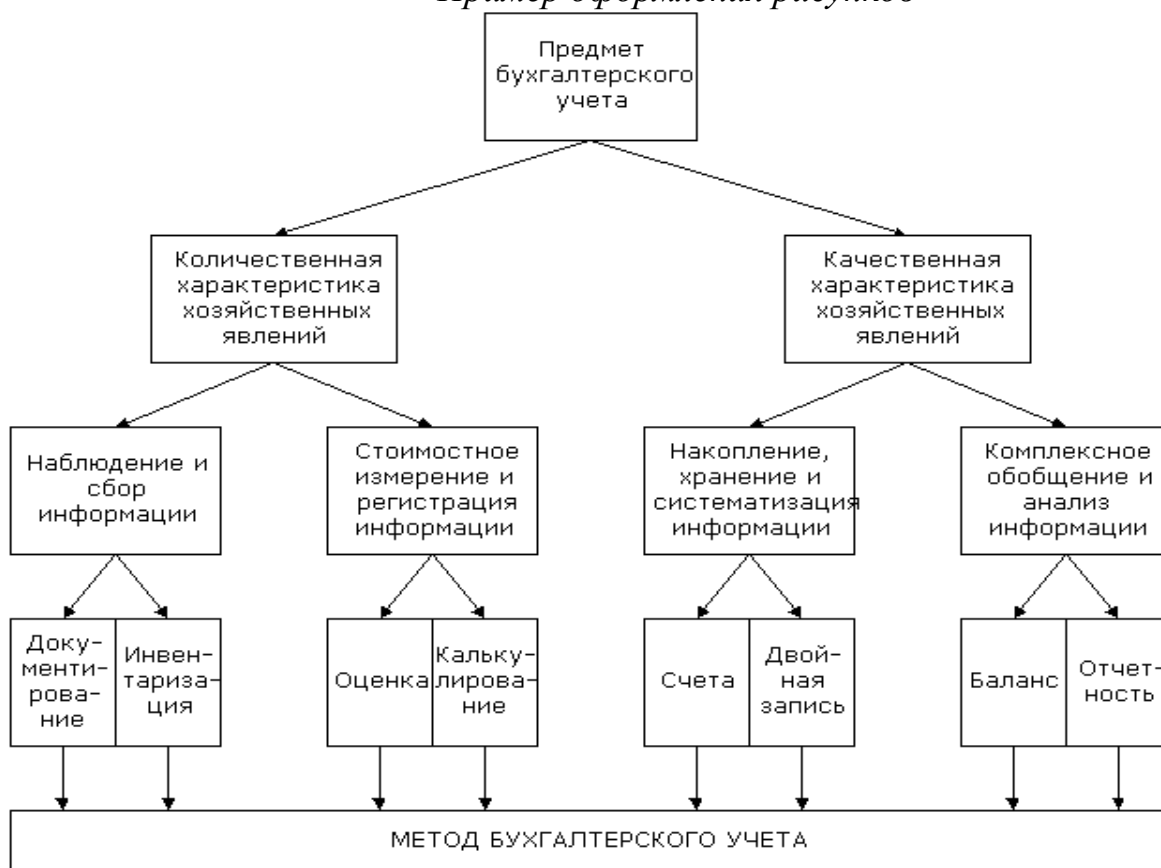 Пример оформления рисунков
Предмет
бухгалтерского
учета
Количественная
характеристика
хозяйственных
явлений
Качественная
характеристика
хозяйственных
явлений
Наблюдение и
сбор
информации
Стоимостное
измерение и
регистрация
информации
Накопление,
хранение и
систематизация
информации
Комплексное
обобщение и
анализ
информации
Доку-
менти-
рова-
ние
Инвен-
тариза-
ция
Оценка
Кальку-
лирова-
ние
Счета
Двой-
ная
запись
Баланс
Отчет-
ность
МЕТОД БУХГАЛТЕРСКОГО УЧЕТА